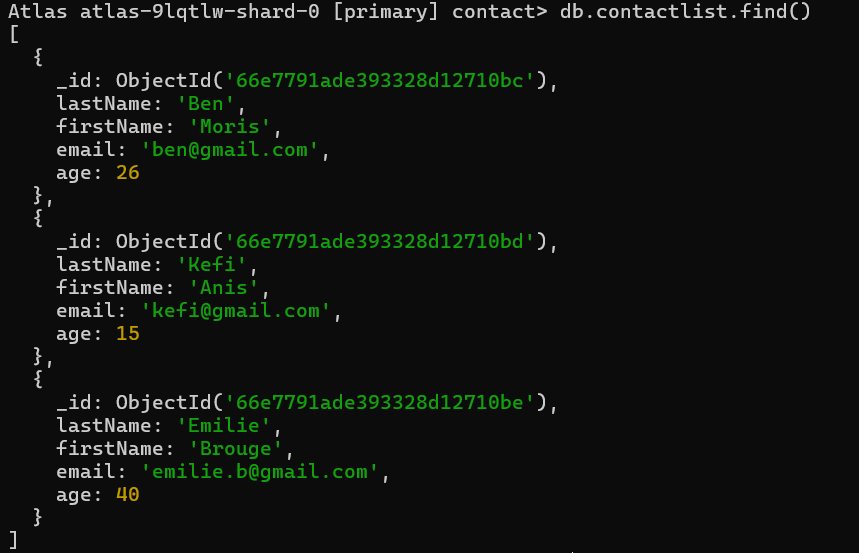 Atlas atlas-9lqtlw-shard-0 [primary] contact> db.contactlist.find()
[
  {
    _id: ObjectId('66e7791ade393328d12710bc'),
    lastName: 'Ben',
    firstName: 'Moris',
    email: 'ben@gmail.com',
    age: 26
  },
  {
    _id: ObjectId('66e7791ade393328d12710bd'),
    lastName: 'Kefi',
    firstName: 'Anis',
    email: 'kefi@gmail.com',
    age: 15
  },
  {
    _id: ObjectId('66e7791ade393328d12710be'),
    lastName: 'Emilie',
    firstName: 'Brouge',
    email: 'emilie.b@gmail.com',
    age: 40
  }
]